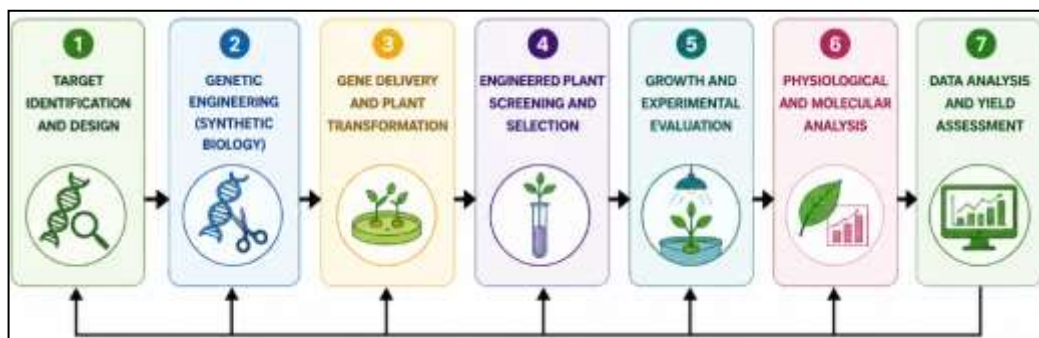 1
TARGET
IDENTIFICATION
AND DESIGN
2
GENETIC
ENGINEERING
(SYNTHETIC
BIOLOGY)
3
GENE DELIVERY
AND PLANT
TRANSFORMATION
4
ENGINEERED PLANT
SCREENING AND
SELECTION
5
GROWTH AND
EXPERIMENTAL
EVALUATION
6
PHYSIOLOGICAL
AND MOLECULAR
ANALYSIS
7
DATA ANALYSIS
AND YIELD
ASSESSMENT